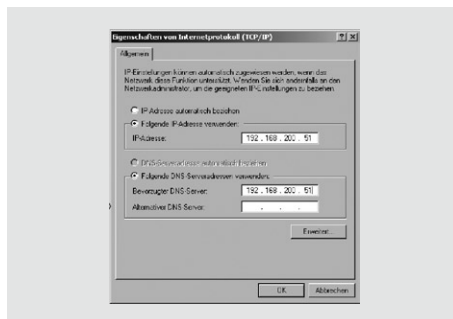 Eigenschaften von Internetprotokoll (TCP/IP)
Allgemein
IP-Einstellungen können automatisch zugewiesen werden, wenn das
Netzwerk diese Funktion unterstützt. Wenden Sie sich andernfalls an den
Netzwerkadministrator, um die geeigneten IP-Einstellungen zu beziehen.
IP-Adresse automatisch beziehen
Folgende IP-Adresse verwenden:
IP-Adresse: 192 . 168 . 200 . 51
DNS-Serveradresse automatisch beziehen
Folgende DNS-Serveradressen verwenden:
Bevorzugter DNS-Server: 192 . 168 . 200 . 51
Alternativer DNS-Server: . . .
Erweitert...
OK Abbrechen